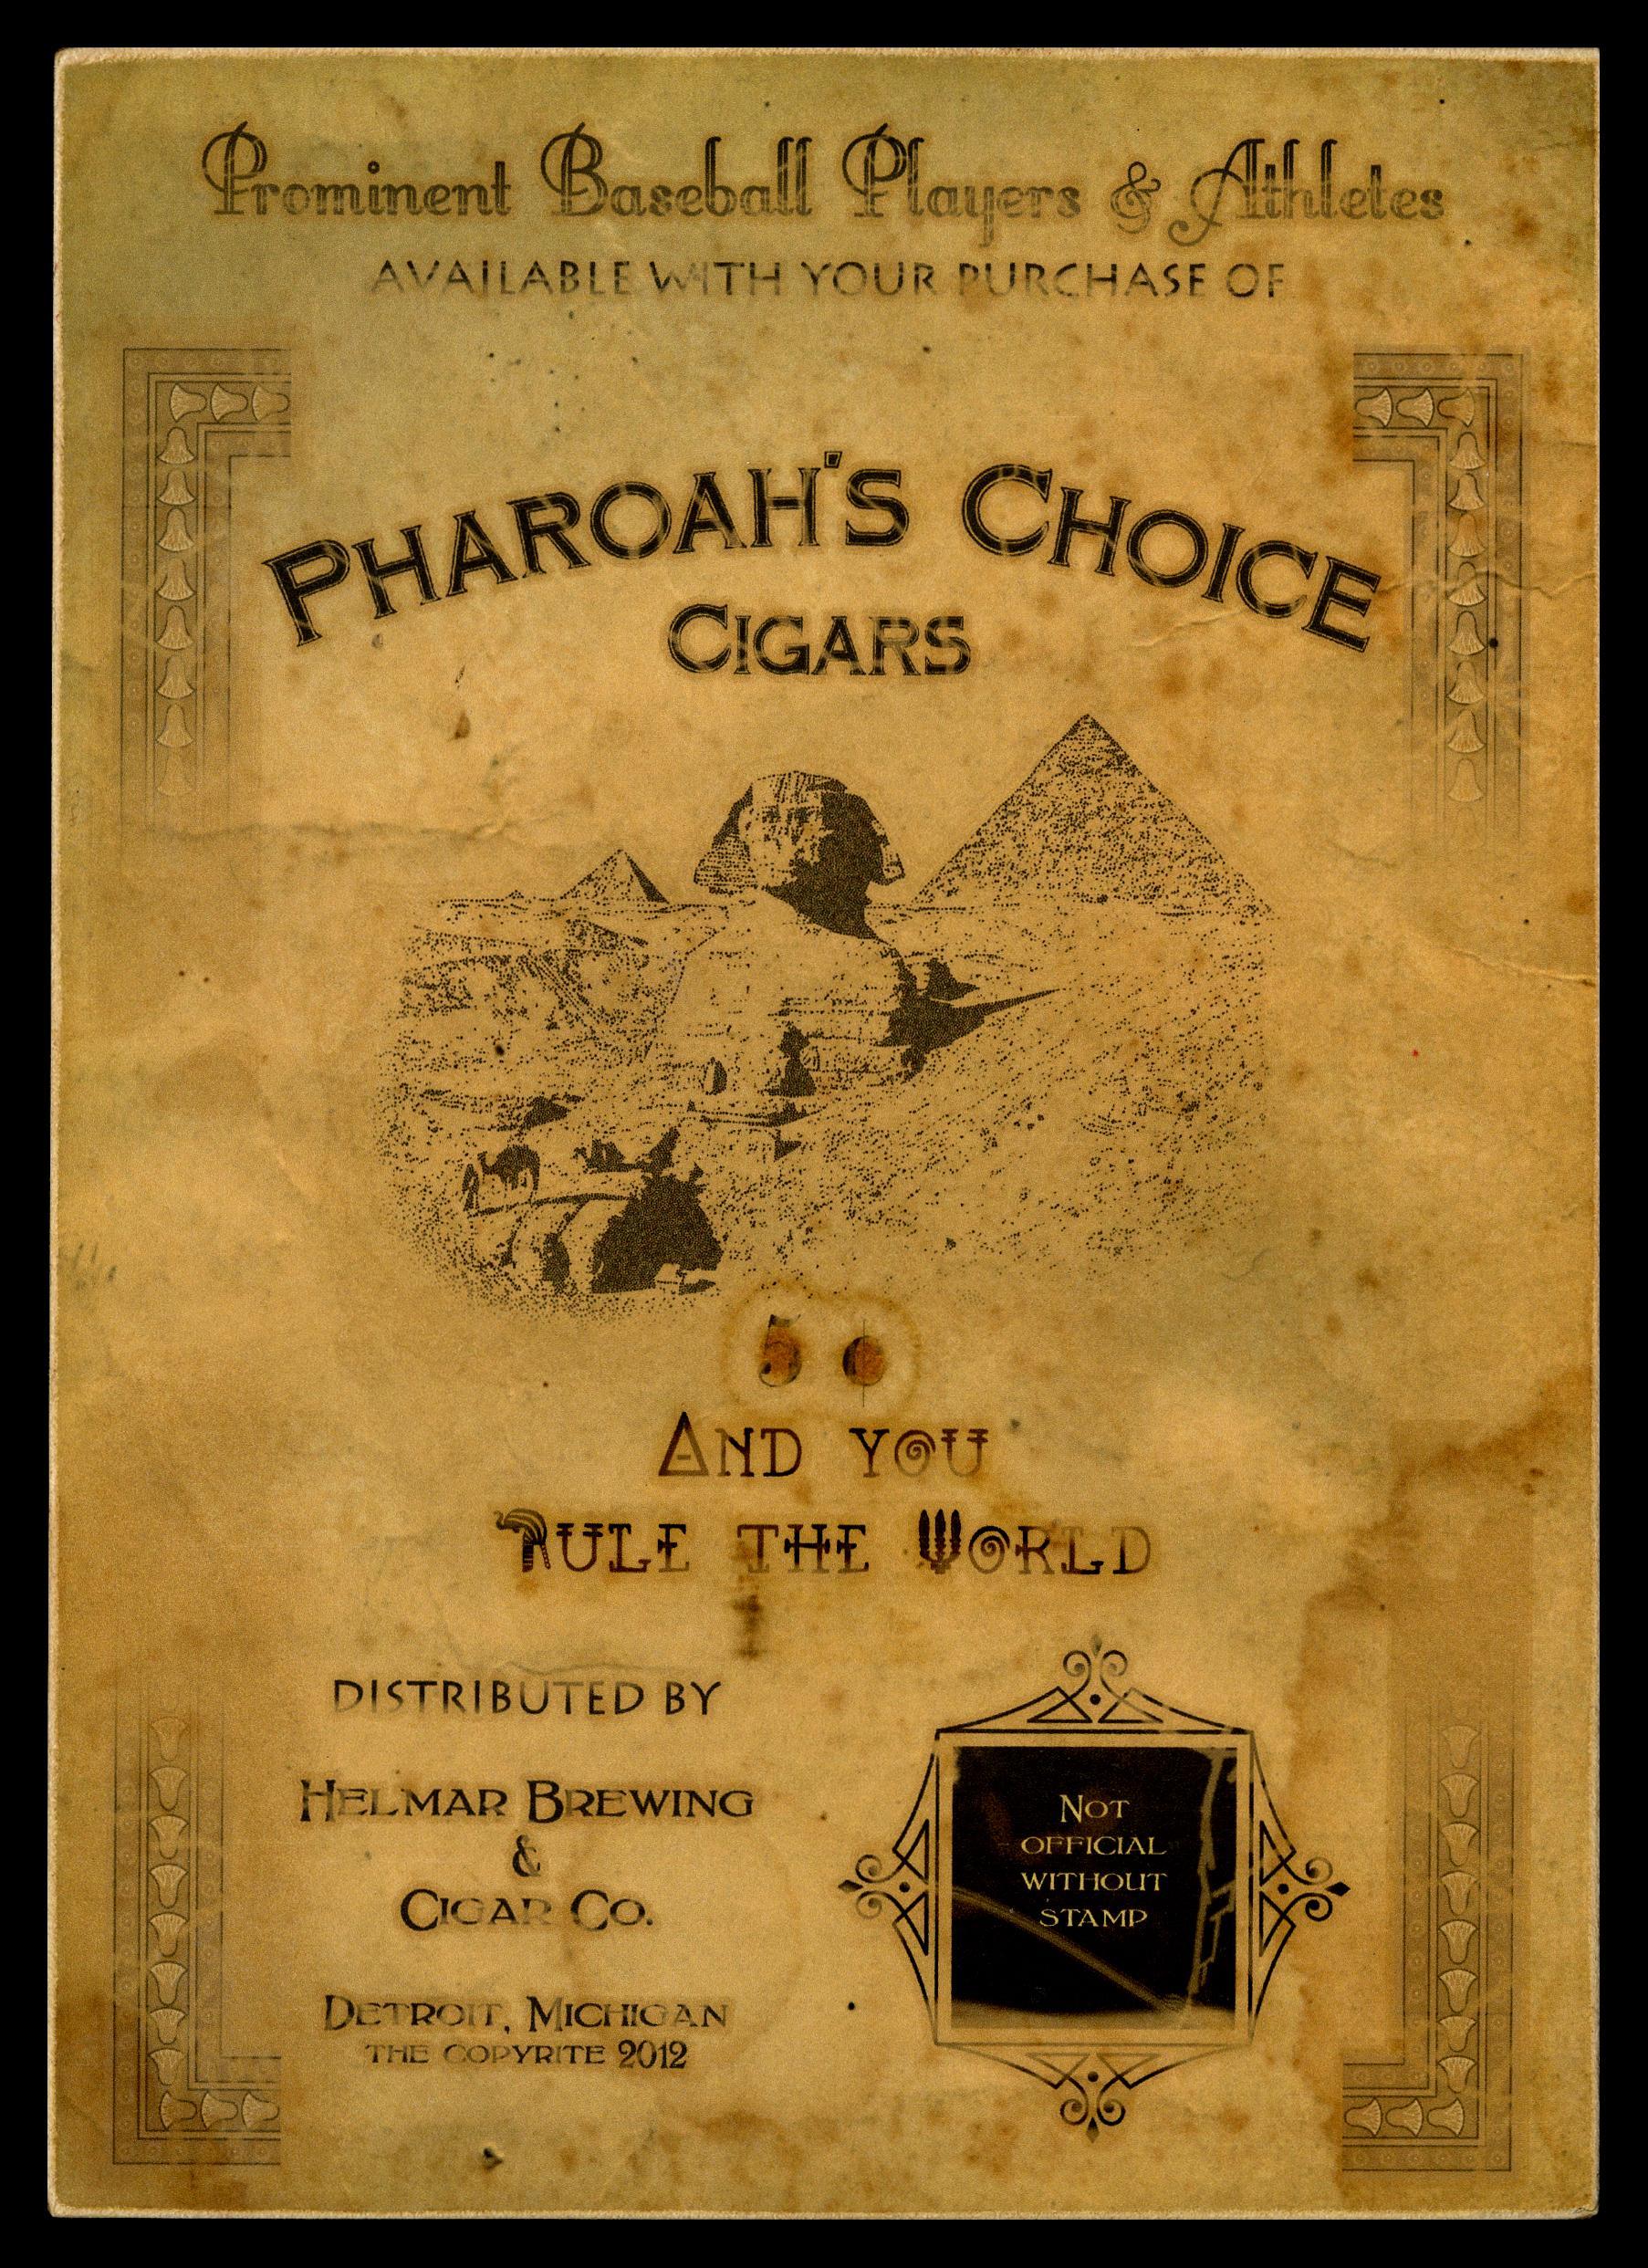 Prominent Baseball Players & Athletes
AVAILABLE WITH YOUR PURCHASE OF
PHAROAH'S CHOICE
CIGARS
5 ¢
AND YOU
RULE THE WORLD
DISTRIBUTED BY
HELMAR BREWING
&
CIGAR CO.
DETROIT, MICHIGAN
THE COPYRITE 2012
NOT
OFFICIAL
WITHOUT
STAMP